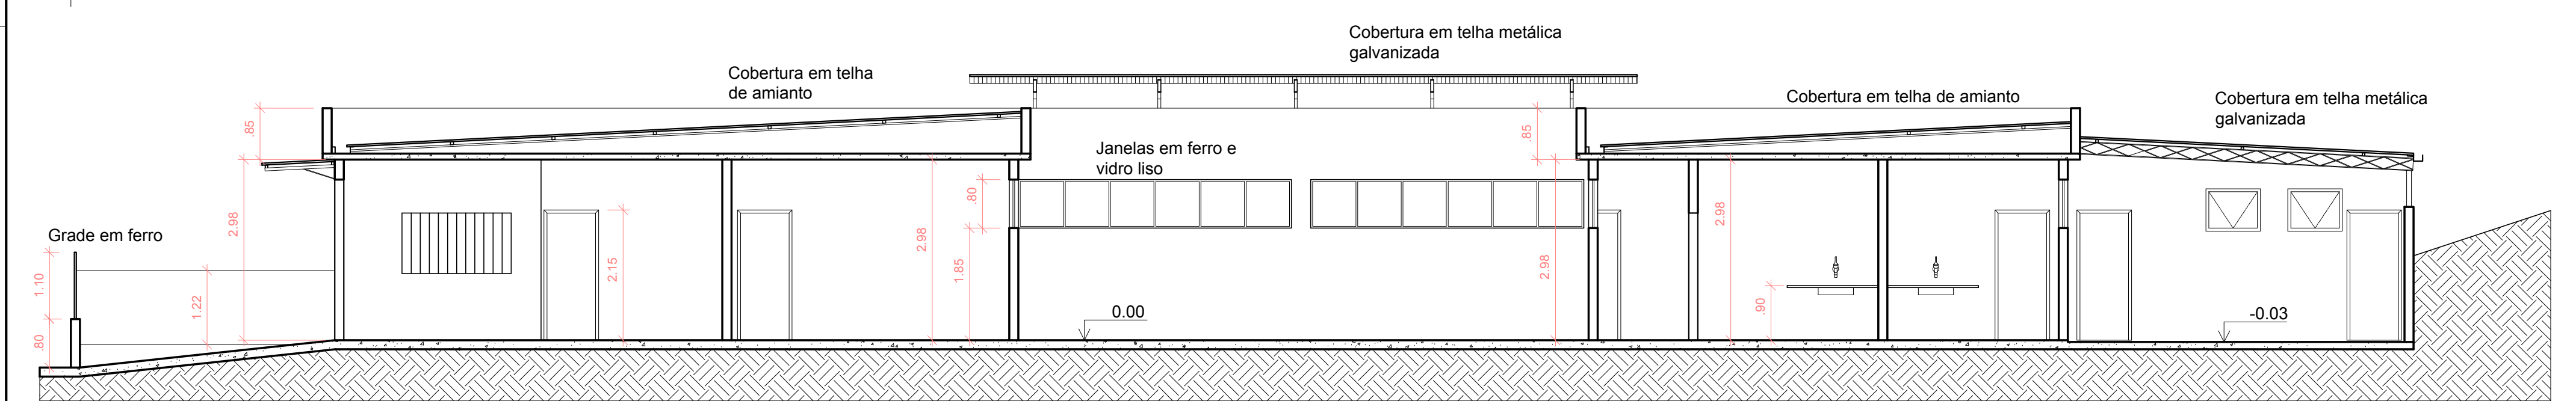 Cobertura em telha metálica
galvanizada
Cobertura em telha
de amianto
Cobertura em telha de amianto
Cobertura em telha metálica
galvanizada
.85
.85
Janelas em ferro e
vidro liso
.80
2.98
2.98
2.98
2.98
Grade em ferro
1.10
1.22
2.15
1.85
.80
.90
0.00
-0.03